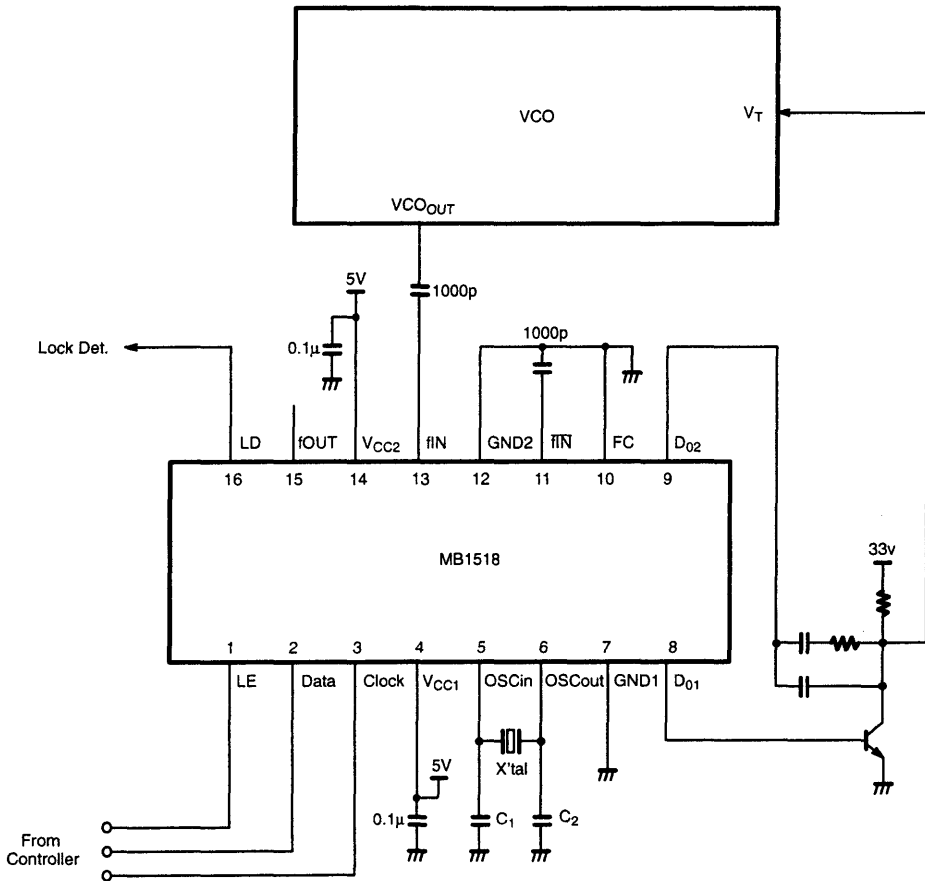 VCO
V_T
VCO_OUT
5V
1000p
1000p
Lock Det.
0.1μ
LD
fOUT
V_CC2
fIN
GND2
f̅I̅N̅
FC
D_02
16
15
14
13
12
11
10
9
MB1518
33v
1
2
3
4
5
6
7
8
LE
Data
Clock
V_CC1
OSCin
OSCout
GND1
D_01
X'tal
5V
0.1μ
C_1
C_2
From
Controller